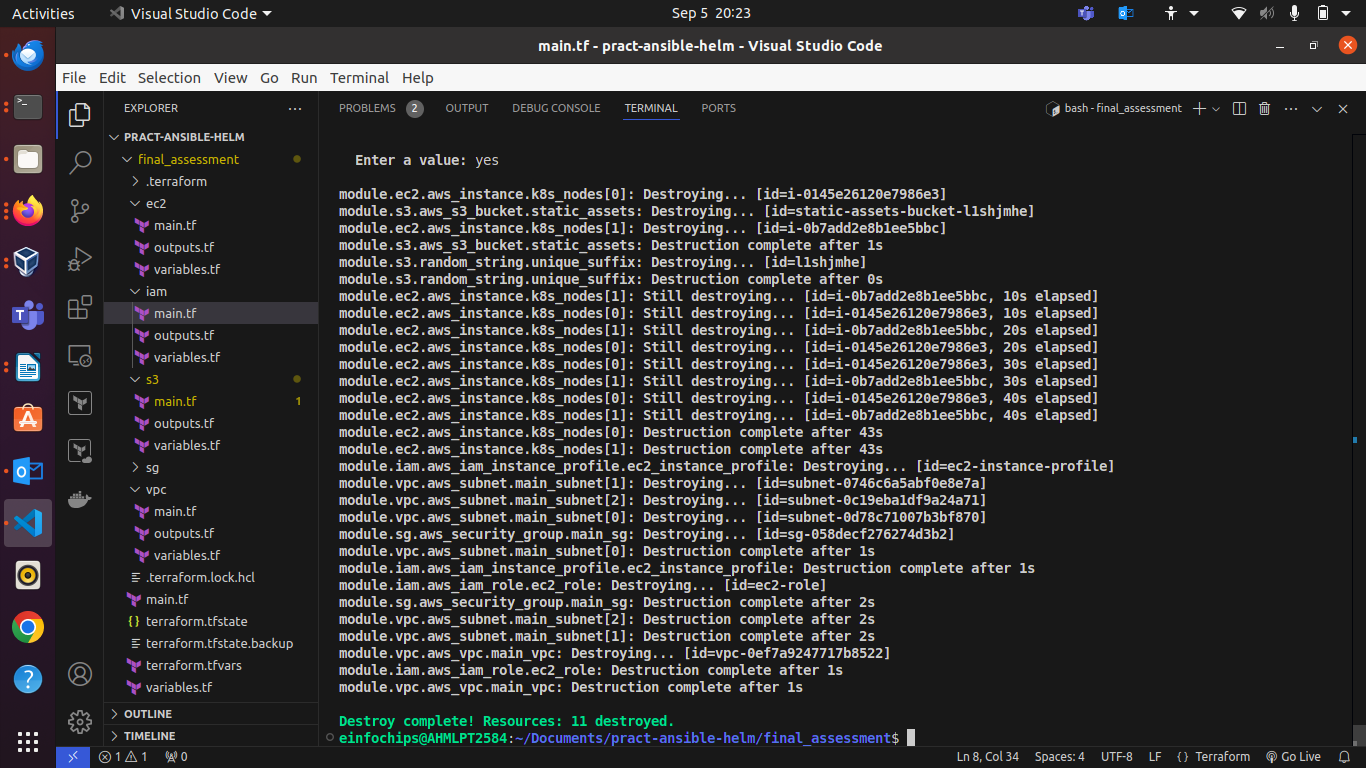 Activities
Visual Studio Code
Sep 5 20:23
main.tf - pract-ansible-helm - Visual Studio Code
File Edit Selection View Go Run Terminal Help
EXPLORER
PRACT-ANSIBLE-HELM
final_assessment
.terraform
ec2
main.tf
outputs.tf
variables.tf
iam
main.tf
outputs.tf
variables.tf
s3
main.tf 1
outputs.tf
variables.tf
sg
vpc
main.tf
outputs.tf
variables.tf
.terraform.lock.hcl
main.tf
terraform.tfstate
terraform.tfstate.backup
terraform.tfvars
variables.tf
OUTLINE
TIMELINE
PROBLEMS 2 OUTPUT DEBUG CONSOLE TERMINAL PORTS
bash - final_assessment
Enter a value: yes
module.ec2.aws_instance.k8s_nodes[0]: Destroying... [id=i-0145e26120e7986e3]
module.s3.aws_s3_bucket.static_assets: Destroying... [id=static-assets-bucket-l1shjmhe]
module.ec2.aws_instance.k8s_nodes[1]: Destroying... [id=i-0b7add2e8b1ee5bbc]
module.s3.aws_s3_bucket.static_assets: Destruction complete after 1s
module.s3.random_string.unique_suffix: Destroying... [id=l1shjmhe]
module.s3.random_string.unique_suffix: Destruction complete after 0s
module.ec2.aws_instance.k8s_nodes[1]: Still destroying... [id=i-0b7add2e8b1ee5bbc, 10s elapsed]
module.ec2.aws_instance.k8s_nodes[0]: Still destroying... [id=i-0145e26120e7986e3, 10s elapsed]
module.ec2.aws_instance.k8s_nodes[1]: Still destroying... [id=i-0b7add2e8b1ee5bbc, 20s elapsed]
module.ec2.aws_instance.k8s_nodes[0]: Still destroying... [id=i-0145e26120e7986e3, 20s elapsed]
module.ec2.aws_instance.k8s_nodes[0]: Still destroying... [id=i-0145e26120e7986e3, 30s elapsed]
module.ec2.aws_instance.k8s_nodes[1]: Still destroying... [id=i-0b7add2e8b1ee5bbc, 30s elapsed]
module.ec2.aws_instance.k8s_nodes[0]: Still destroying... [id=i-0145e26120e7986e3, 40s elapsed]
module.ec2.aws_instance.k8s_nodes[1]: Still destroying... [id=i-0b7add2e8b1ee5bbc, 40s elapsed]
module.ec2.aws_instance.k8s_nodes[0]: Destruction complete after 43s
module.ec2.aws_instance.k8s_nodes[1]: Destruction complete after 43s
module.iam.aws_iam_instance_profile.ec2_instance_profile: Destroying... [id=ec2-instance-profile]
module.vpc.aws_subnet.main_subnet[1]: Destroying... [id=subnet-0746c6a5abf0e8e7a]
module.vpc.aws_subnet.main_subnet[2]: Destroying... [id=subnet-0c19eba1df9a24a71]
module.vpc.aws_subnet.main_subnet[0]: Destroying... [id=subnet-0d78c71007b3bf870]
module.sg.aws_security_group.main_sg: Destroying... [id=sg-058decf276274d3b2]
module.vpc.aws_subnet.main_subnet[0]: Destruction complete after 1s
module.iam.aws_iam_instance_profile.ec2_instance_profile: Destruction complete after 1s
module.iam.aws_iam_role.ec2_role: Destroying... [id=ec2-role]
module.sg.aws_security_group.main_sg: Destruction complete after 2s
module.vpc.aws_subnet.main_subnet[2]: Destruction complete after 2s
module.vpc.aws_subnet.main_subnet[1]: Destruction complete after 2s
module.vpc.aws_vpc.main_vpc: Destroying... [id=vpc-0ef7a9247717b8522]
module.iam.aws_iam_role.ec2_role: Destruction complete after 1s
module.vpc.aws_vpc.main_vpc: Destruction complete after 1s
Destroy complete! Resources: 11 destroyed.
einfochips@AHMLPT2584:~/Documents/pract-ansible-helm/final_assessment$
1 1 0
Ln 8, Col 34 Spaces: 4 UTF-8 LF { } Terraform Go Live